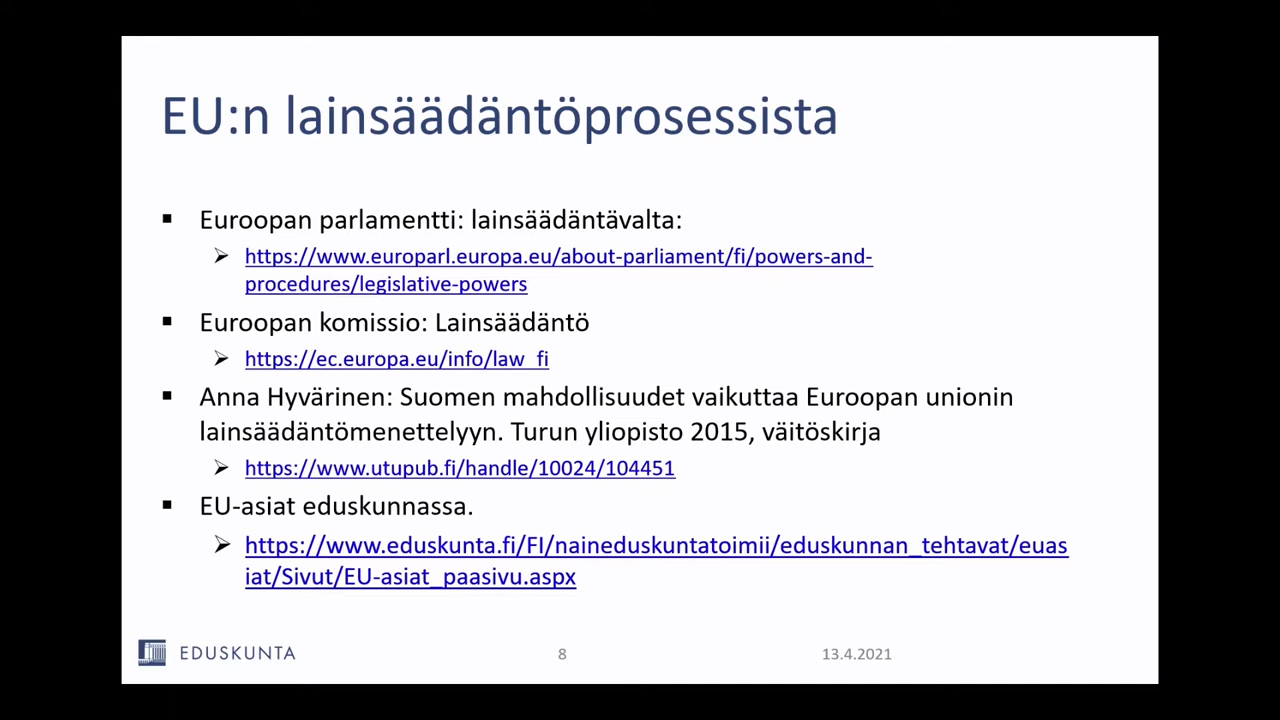 EU:n lainsäädäntöprosessista
▪ Euroopan parlamentti: lainsäädäntävalta:
➢ https://www.europarl.europa.eu/about-parliament/fi/powers-and-
procedures/legislative-powers
▪ Euroopan komissio: Lainsäädäntö
➢ https://ec.europa.eu/info/law_fi
▪ Anna Hyvärinen: Suomen mahdollisuudet vaikuttaa Euroopan unionin
lainsäädäntömenettelyyn. Turun yliopisto 2015, väitöskirja
➢ https://www.utupub.fi/handle/10024/104451
▪ EU-asiat eduskunnassa.
➢ https://www.eduskunta.fi/FI/naineduskuntatoimii/eduskunnan_tehtavat/euas
iat/Sivut/EU-asiat_paasivu.aspx
EDUSKUNTA 8 13.4.2021